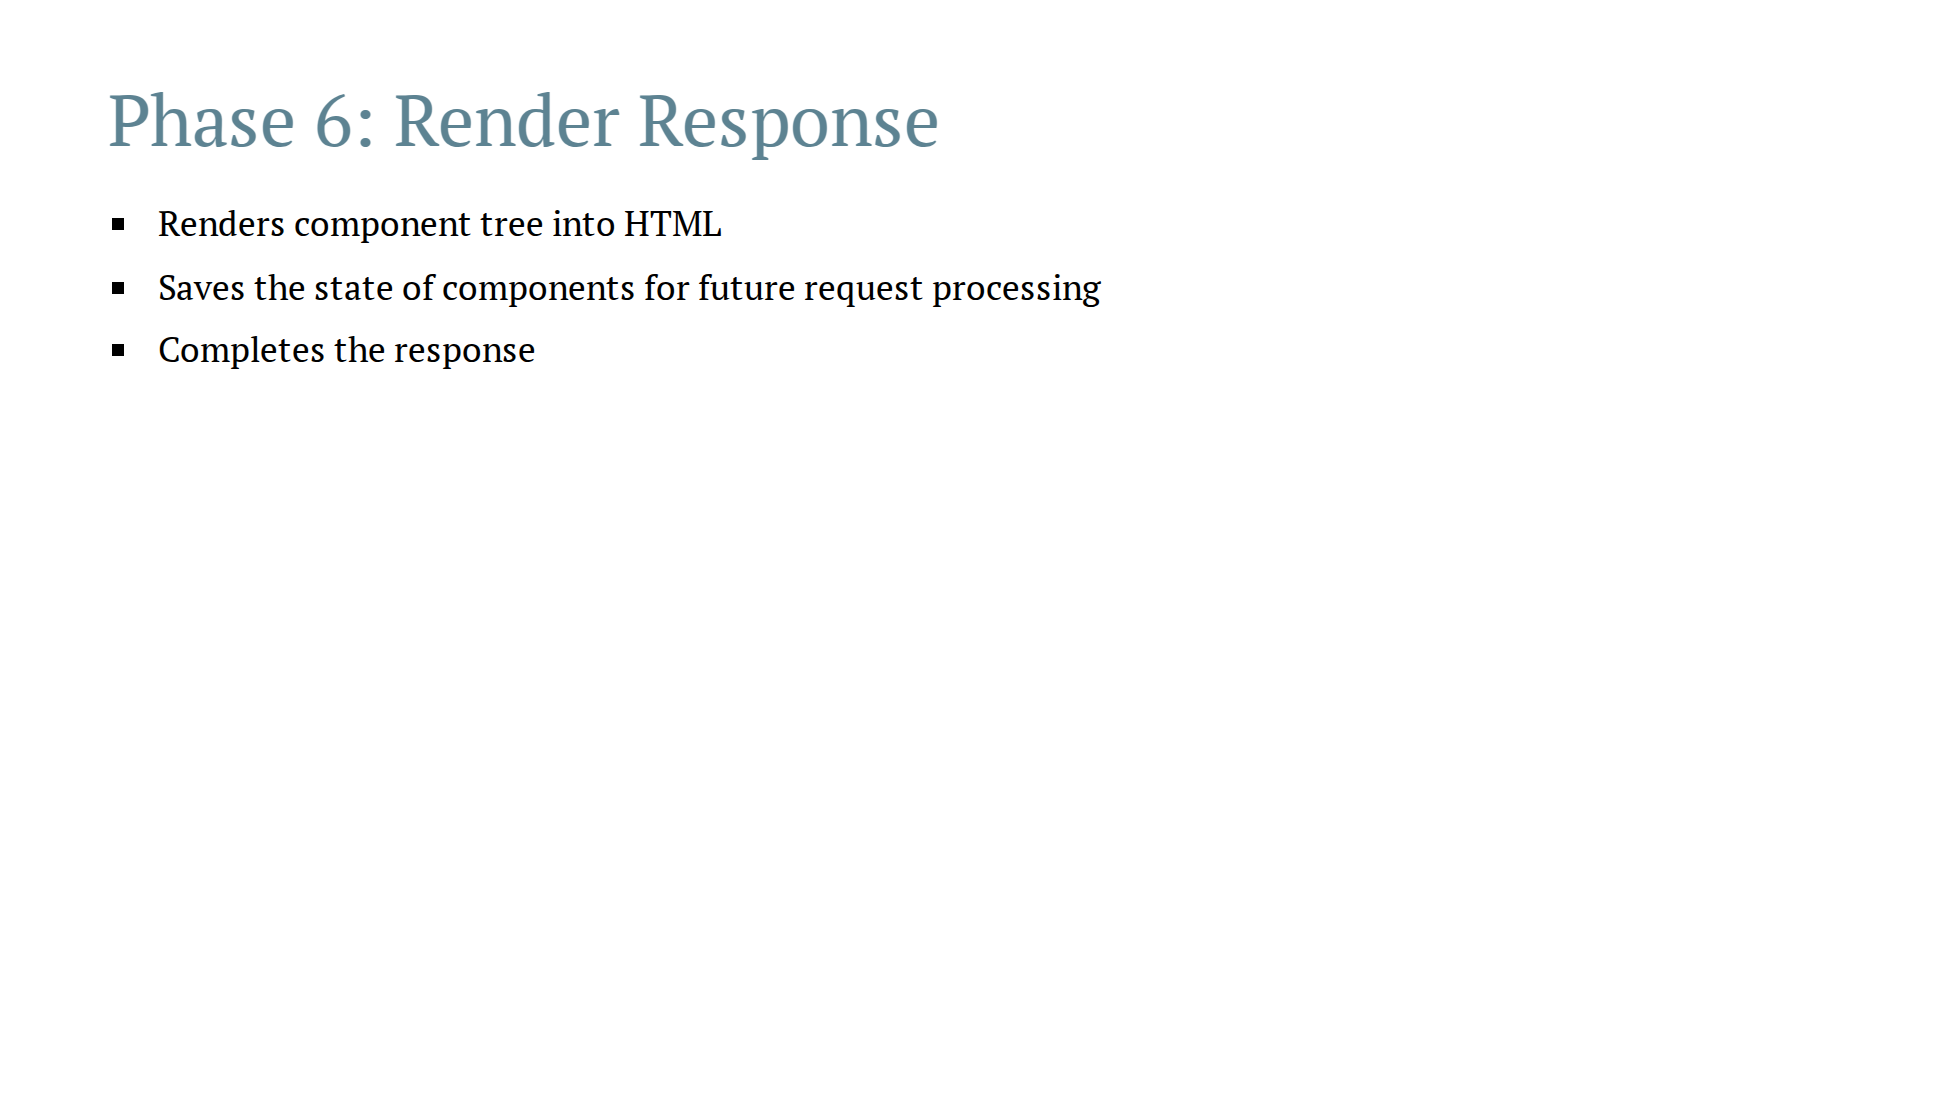 Phase 6: Render Response
▪ Renders component tree into HTML
▪ Saves the state of components for future request processing
▪ Completes the response